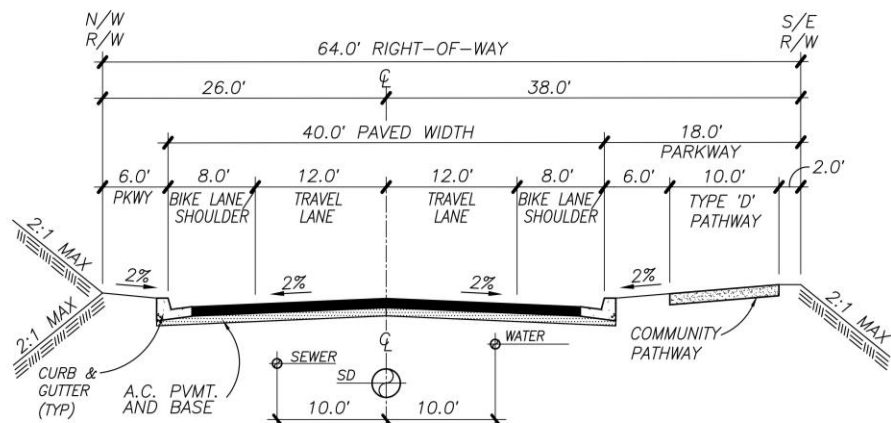 N/W
R/W
S/E
R/W
64.0' RIGHT-OF-WAY
℄
26.0'
38.0'
40.0' PAVED WIDTH
18.0'
PARKWAY
6.0'
PKWY
8.0'
BIKE LANE/
SHOULDER
12.0'
TRAVEL
LANE
12.0'
TRAVEL
LANE
8.0'
BIKE LANE/
SHOULDER
6.0'
10.0'
TYPE 'D'
PATHWAY
2.0'
2:1 MAX
2%
2%
2%
2%
2:1 MAX
2:1 MAX
CURB &
GUTTER
(TYP)
A.C. PVMT.
AND BASE
℄
SEWER
SD
WATER
COMMUNITY
PATHWAY
10.0'
10.0'